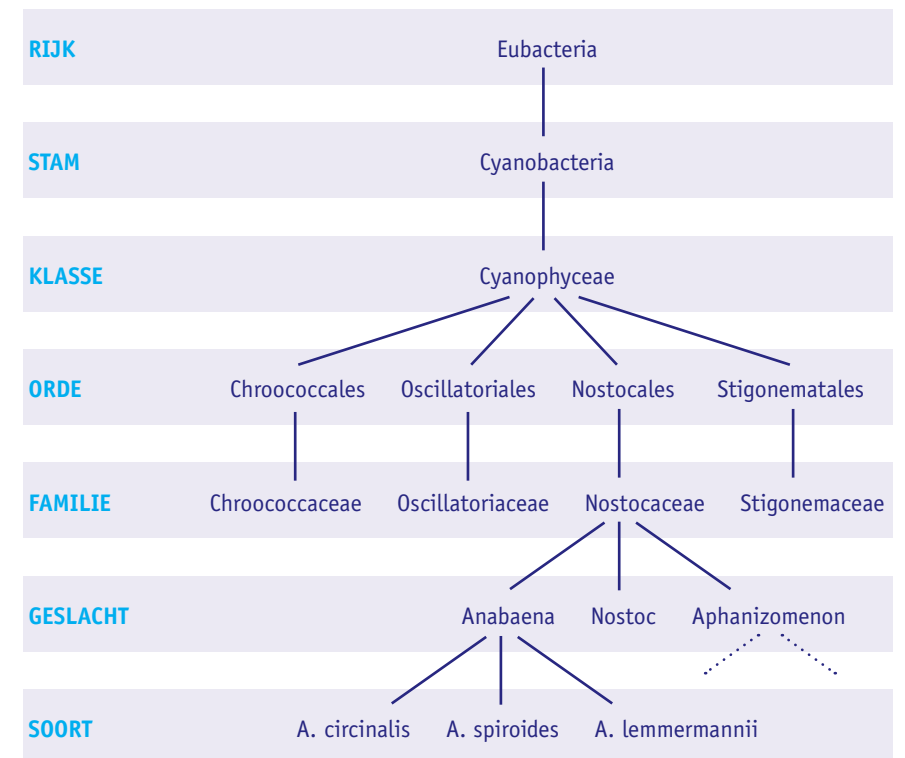 RIJK Eubacteria
STAM Cyanobacteria
KLASSE Cyanophyceae
ORDE Chroococcales Oscillatoriales Nostocales Stigonematales
FAMILIE Chroococcaceae Oscillatoriaceae Nostocaceae Stigonemaceae
GESLACHT Anabaena Nostoc Aphanizomenon
SOORT A. circinalis A. spiroides A. lemmermannii